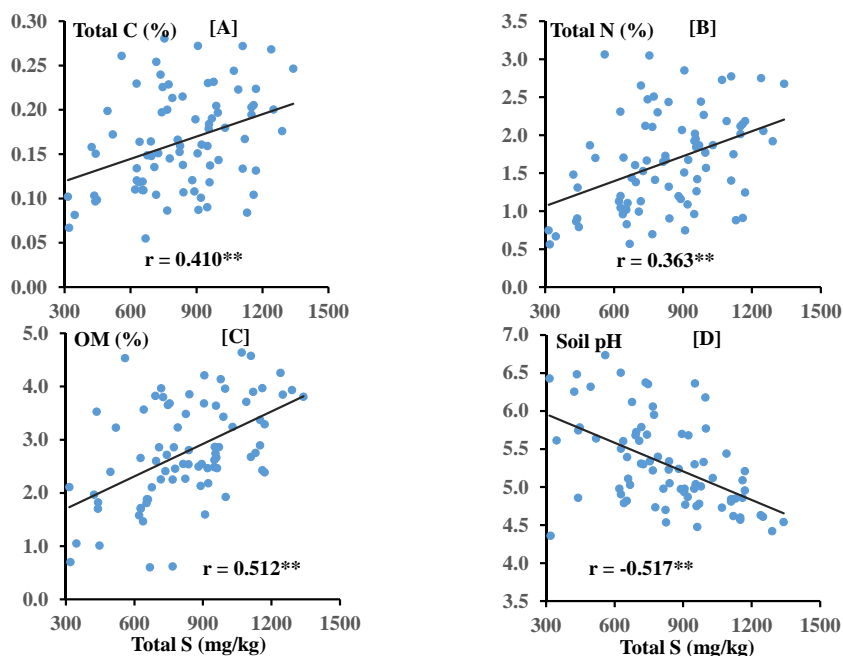 Total C (%) [A]
0.30
0.25
0.20
0.15
0.10
0.05
0.00
r = 0.410**
300 600 900 1200 1500
Total N (%) [B]
3.5
3.0
2.5
2.0
1.5
1.0
0.5
0.0
r = 0.363**
300 600 900 1200 1500
OM (%) [C]
5.0
4.0
3.0
2.0
1.0
0.0
r = 0.512**
300 600 900 1200 1500
Total S (mg/kg)
Soil pH [D]
7.0
6.5
6.0
5.5
5.0
4.5
4.0
3.5
r = -0.517**
300 600 900 1200 1500
Total S (mg/kg)